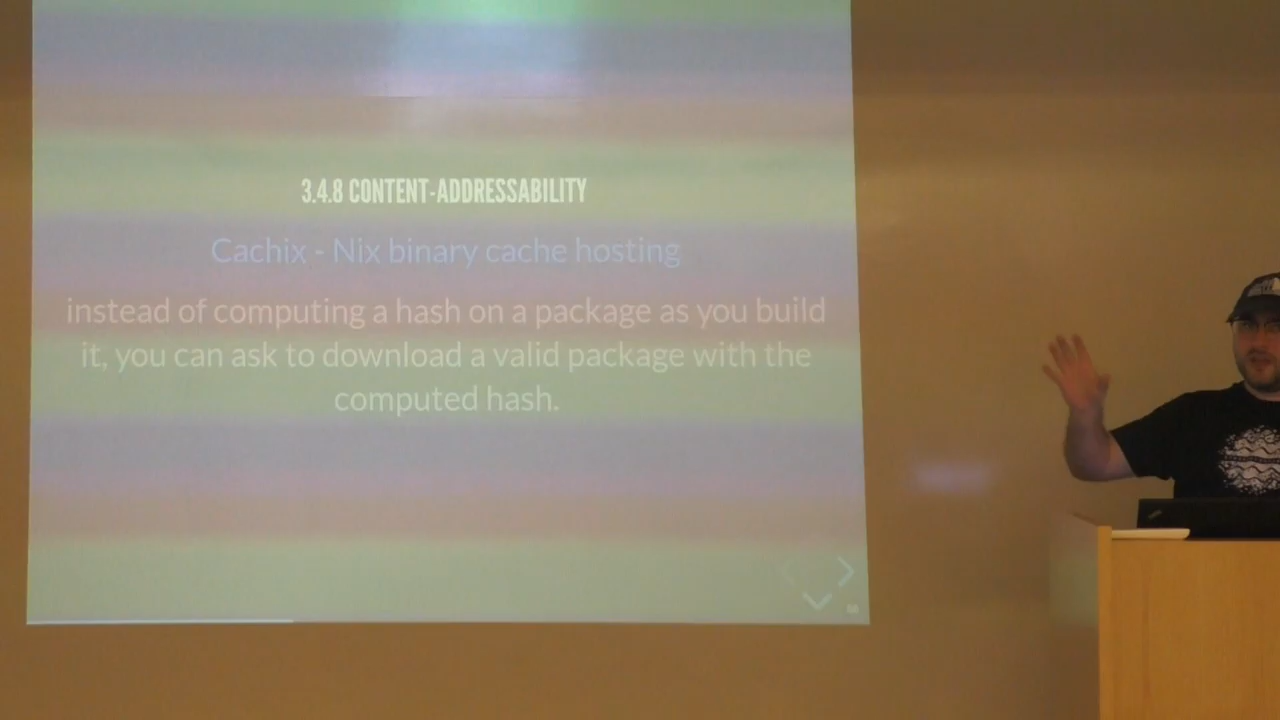 3.4.8 CONTENT-ADDRESSABILITY
Cachix - Nix binary cache hosting
instead of computing a hash on a package as you build
it, you can ask to download a valid package with the
computed hash.